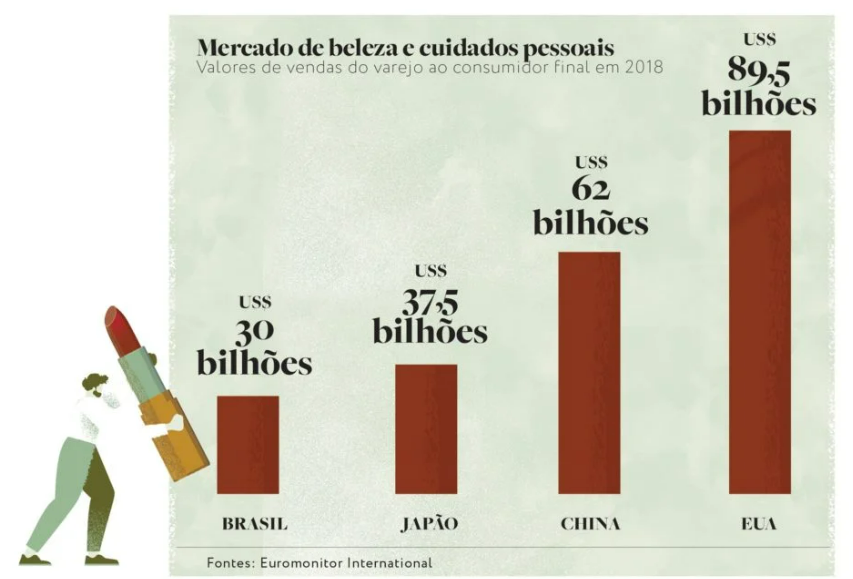 Mercado de beleza e cuidados pessoais
Valores de vendas do varejo ao consumidor final em 2018
US$
30
bilhões
US$
37,5
bilhões
US$
62
bilhões
US$
89,5
bilhões
BRASIL
JAPÃO
CHINA
EUA
Fontes: Euromonitor International